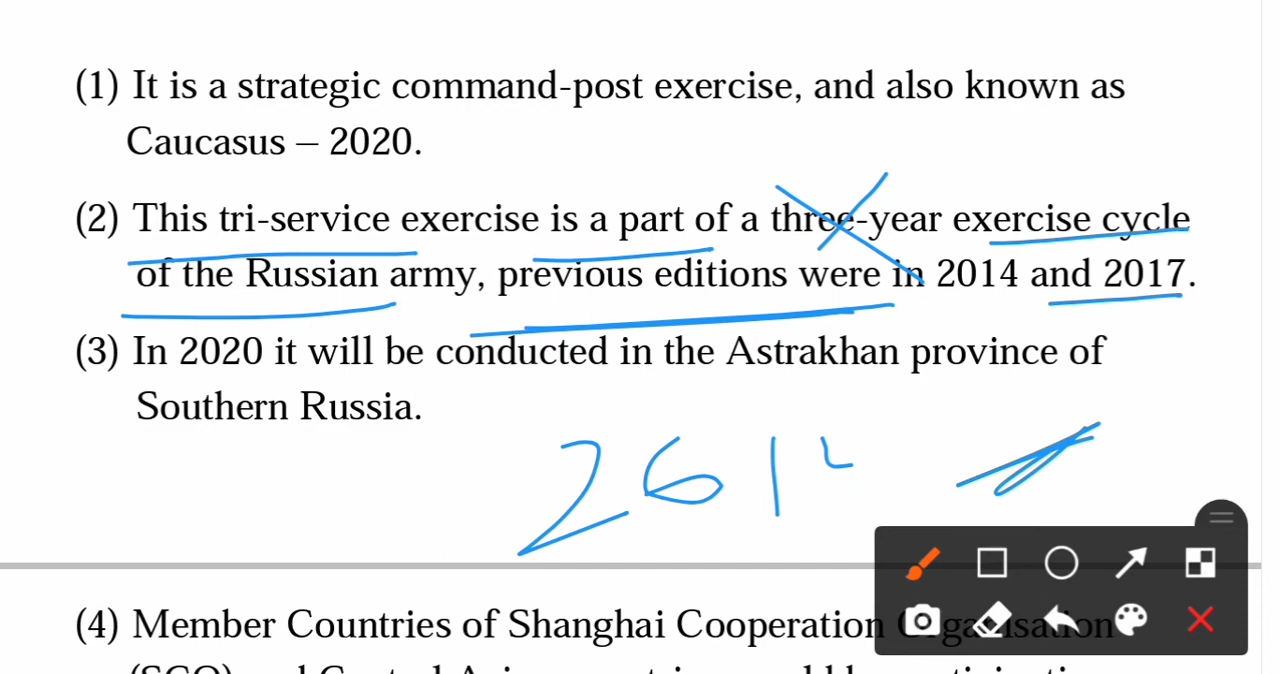 (1) It is a strategic command-post exercise, and also known as
Caucasus – 2020.
(2) This tri-service exercise is a part of a three-year exercise cycle
of the Russian army, previous editions were in 2014 and 2017.
(3) In 2020 it will be conducted in the Astrakhan province of
Southern Russia.
(4) Member Countries of Shanghai Cooperation Organisation